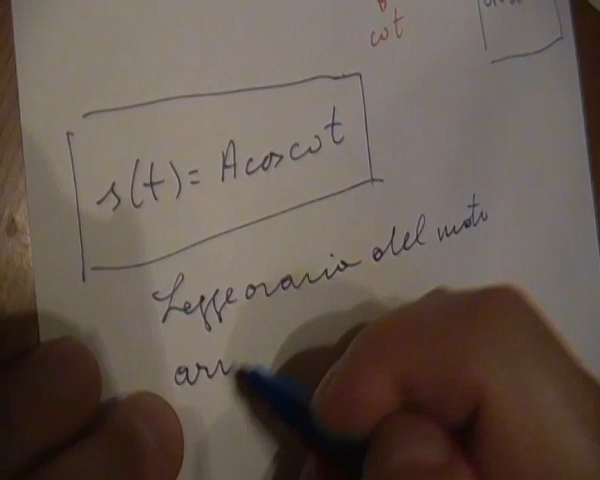 ωt
s(t) = A cos ωt
Legge oraria del moto
arm